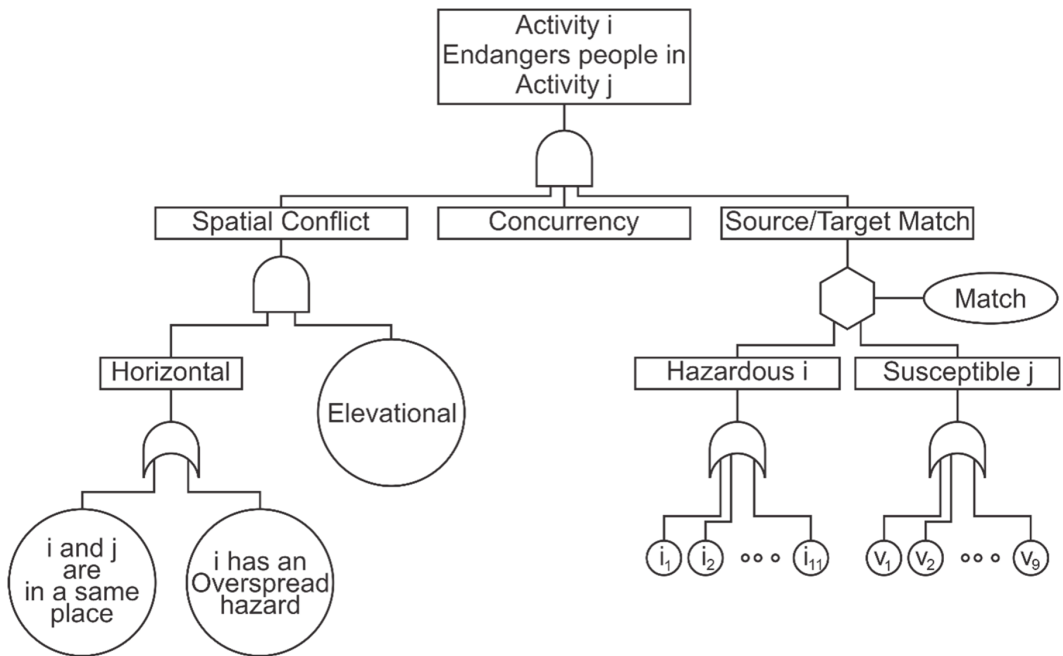 Activity i
Endangers people in
Activity j
Spatial Conflict
Concurrency
Source/Target Match
Match
Horizontal
Elevational
Hazardous i
Susceptible j
i and j
are
in a same
place
i has an
Overspread
hazard
i1 i2 i11
v1 v2 v9